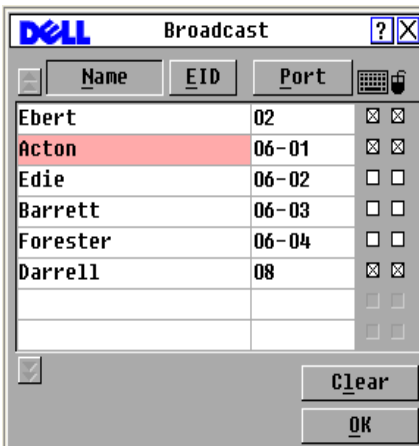 DELL Broadcast ? X
Name EID Port
Ebert 02
Acton 06-01
Edie 06-02
Barrett 06-03
Forester 06-04
Darrell 08
Clear
OK